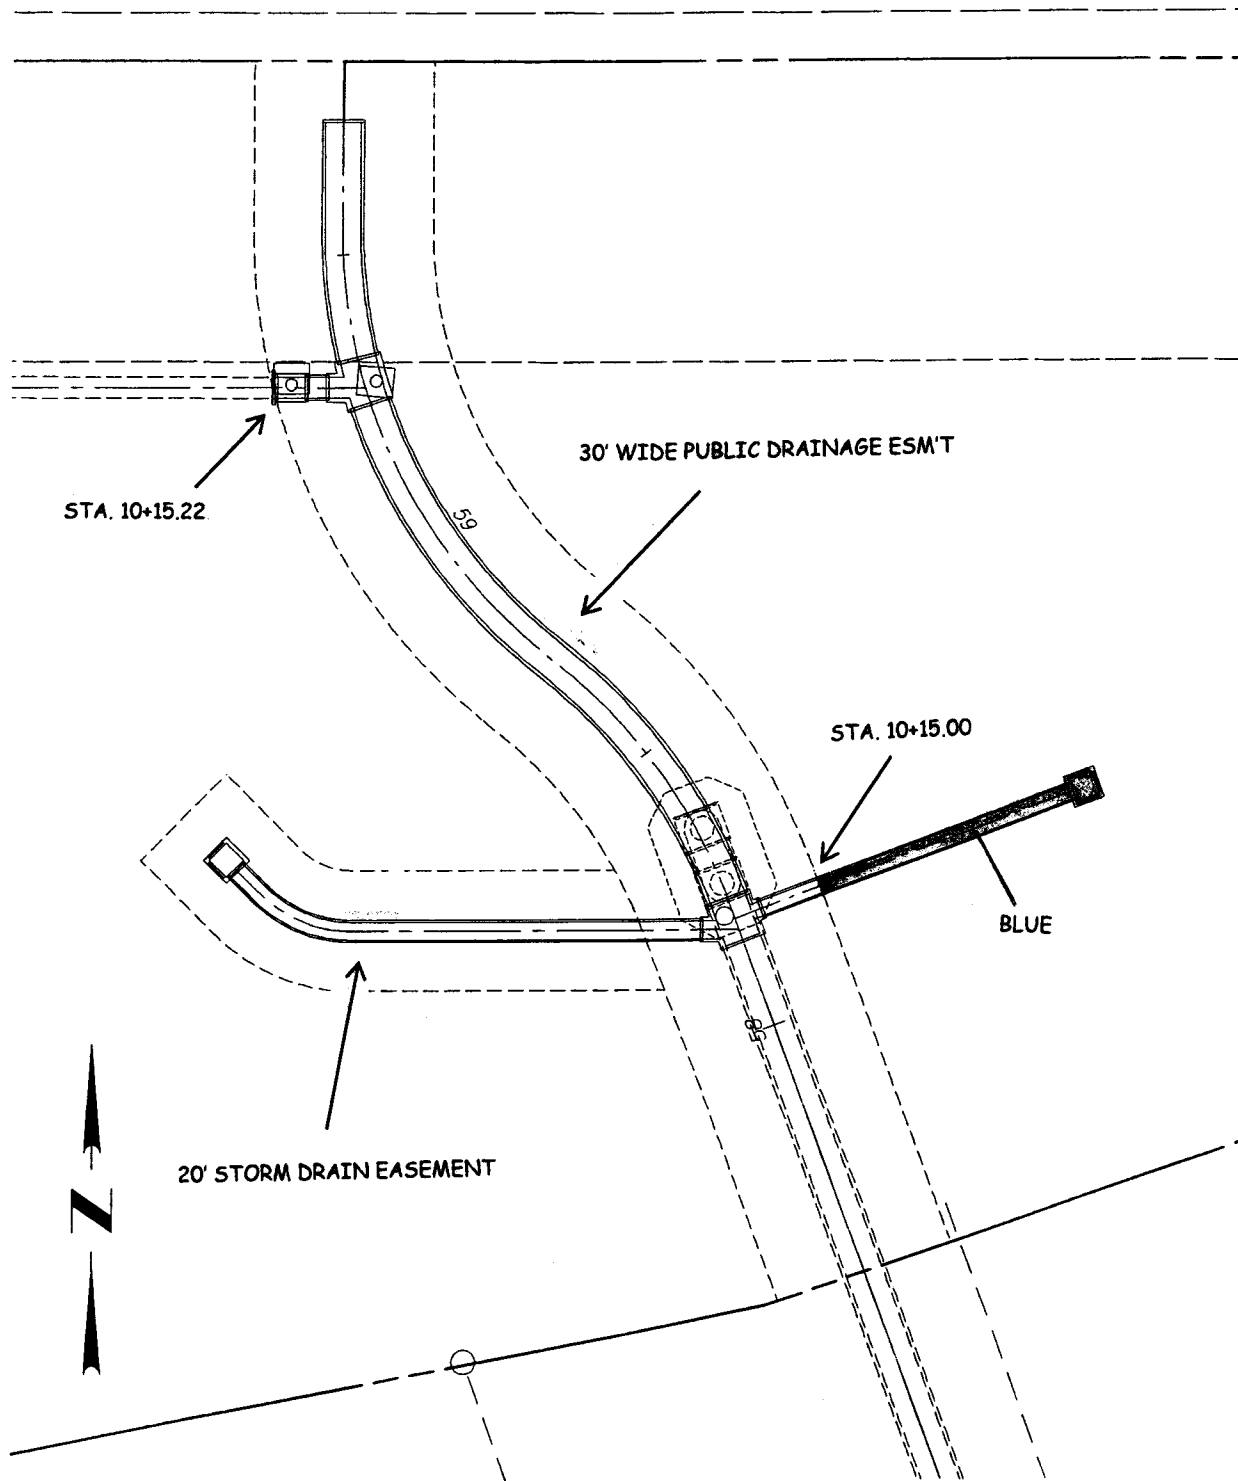 30' WIDE PUBLIC DRAINAGE ESM'T
STA. 10+15.22
59
STA. 10+15.00
BLUE
58
20' STORM DRAIN EASEMENT
N